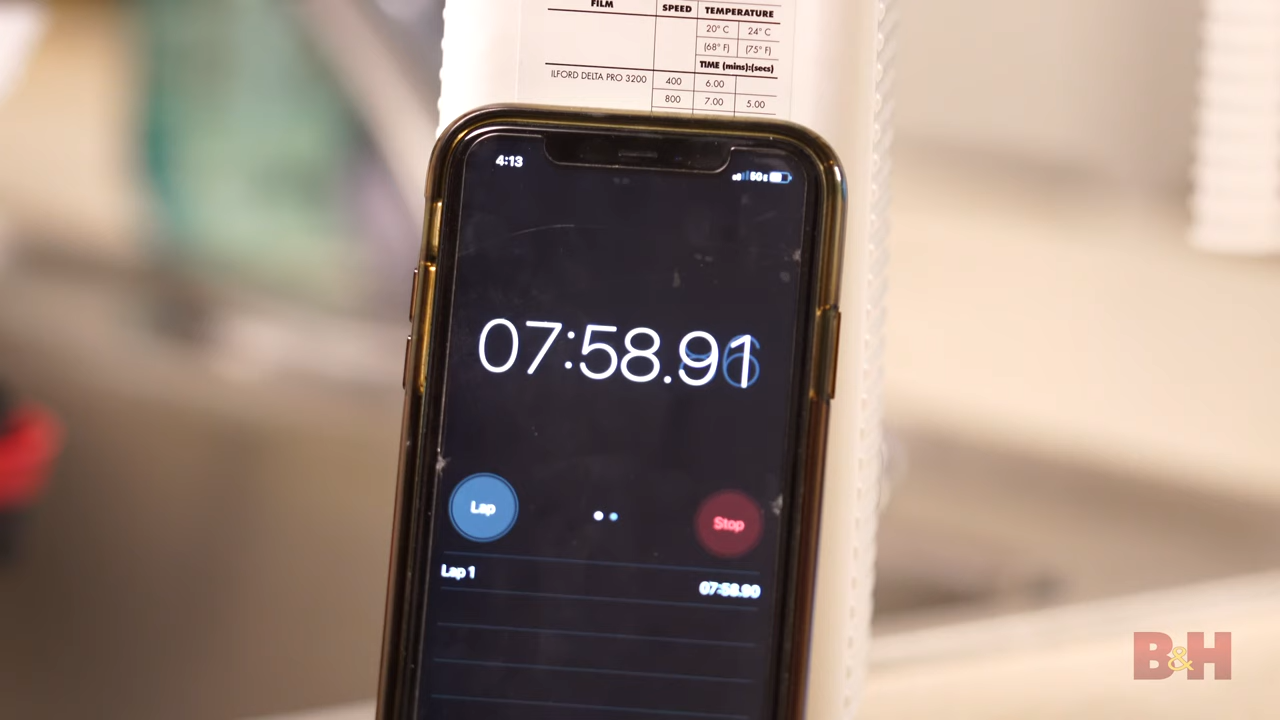 FILM SPEED TEMPERATURE
20° C 24° C
(68° F) (75° F)
TIME (mins):(secs)
ILFORD DELTA PRO 3200 400 6.00
800 7.00 5.00
4:13
07:58.91
Lap Stop
Lap 1 07:58.90
B&H